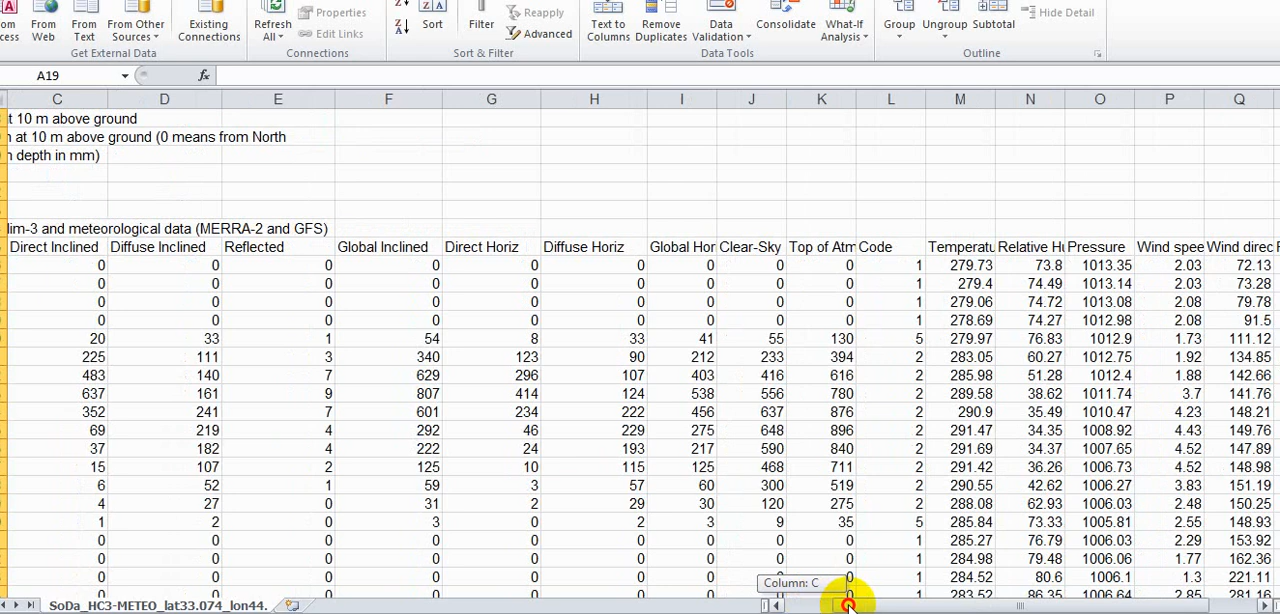 Properties
Reapply
Hide Detail
From From From Other Existing Refresh Sort Filter Text to Remove Data Consolidate What-If Group Ungroup Subtotal
Web Text Sources Connections All Edit Links Advanced Columns Duplicates Validation Analysis
Get External Data Connections Sort & Filter Data Tools Outline
A19 fx
C D E F G H I J K L M N O P Q
t 10 m above ground
at 10 m above ground (0 means from North
depth in mm)
lim-3 and meteorological data (MERRA-2 and GFS)
Direct Inclined Diffuse Inclined Reflected Global Inclined Direct Horiz Diffuse Horiz Global Hor Clear-Sky Top of Atm Code Temperatu Relative Hu Pressure Wind spee Wind direc
0 0 0 0 0 0 0 0 0 1 279.73 73.8 1013.35 2.03 72.13
0 0 0 0 0 0 0 0 0 1 279.4 74.49 1013.14 2.03 73.28
0 0 0 0 0 0 0 0 0 1 279.06 74.72 1013.08 2.08 79.78
0 0 0 0 0 0 0 0 0 1 278.69 74.27 1012.98 2.08 91.5
20 33 1 54 8 33 41 55 130 5 279.97 76.83 1012.9 1.73 111.12
225 111 3 340 123 90 212 233 394 2 283.05 60.27 1012.75 1.92 134.85
483 140 7 629 296 107 403 416 616 2 285.98 51.28 1012.4 1.88 142.66
637 161 9 807 414 124 538 556 780 2 289.58 38.62 1011.74 3.7 141.76
352 241 7 601 234 222 456 637 876 2 290.9 35.49 1010.47 4.23 148.21
69 219 4 292 46 229 275 648 896 2 291.47 34.35 1008.92 4.43 149.76
37 182 4 222 24 193 217 590 840 2 291.69 34.37 1007.65 4.52 147.89
15 107 2 125 10 115 125 468 711 2 291.42 36.26 1006.73 4.52 148.98
6 52 1 59 3 57 60 300 519 2 290.55 42.62 1006.27 3.83 151.19
4 27 0 31 2 29 30 120 275 2 288.08 62.93 1006.03 2.48 150.25
1 2 0 3 0 2 3 9 35 5 285.84 73.33 1005.81 2.55 148.93
0 0 0 0 0 0 0 0 0 1 285.27 76.79 1006.03 2.29 153.92
0 0 0 0 0 0 0 0 0 1 284.98 79.48 1006.06 1.77 162.36
0 0 0 0 0 0 0 0 1 284.52 80.6 1006.1 1.3 211.11
Column: C
0 0 0 0 0 0 0 1 283.52 86.35 1006.64 2.85 281.16
SoDa_HC3-METEO_lat33.074_lon44.